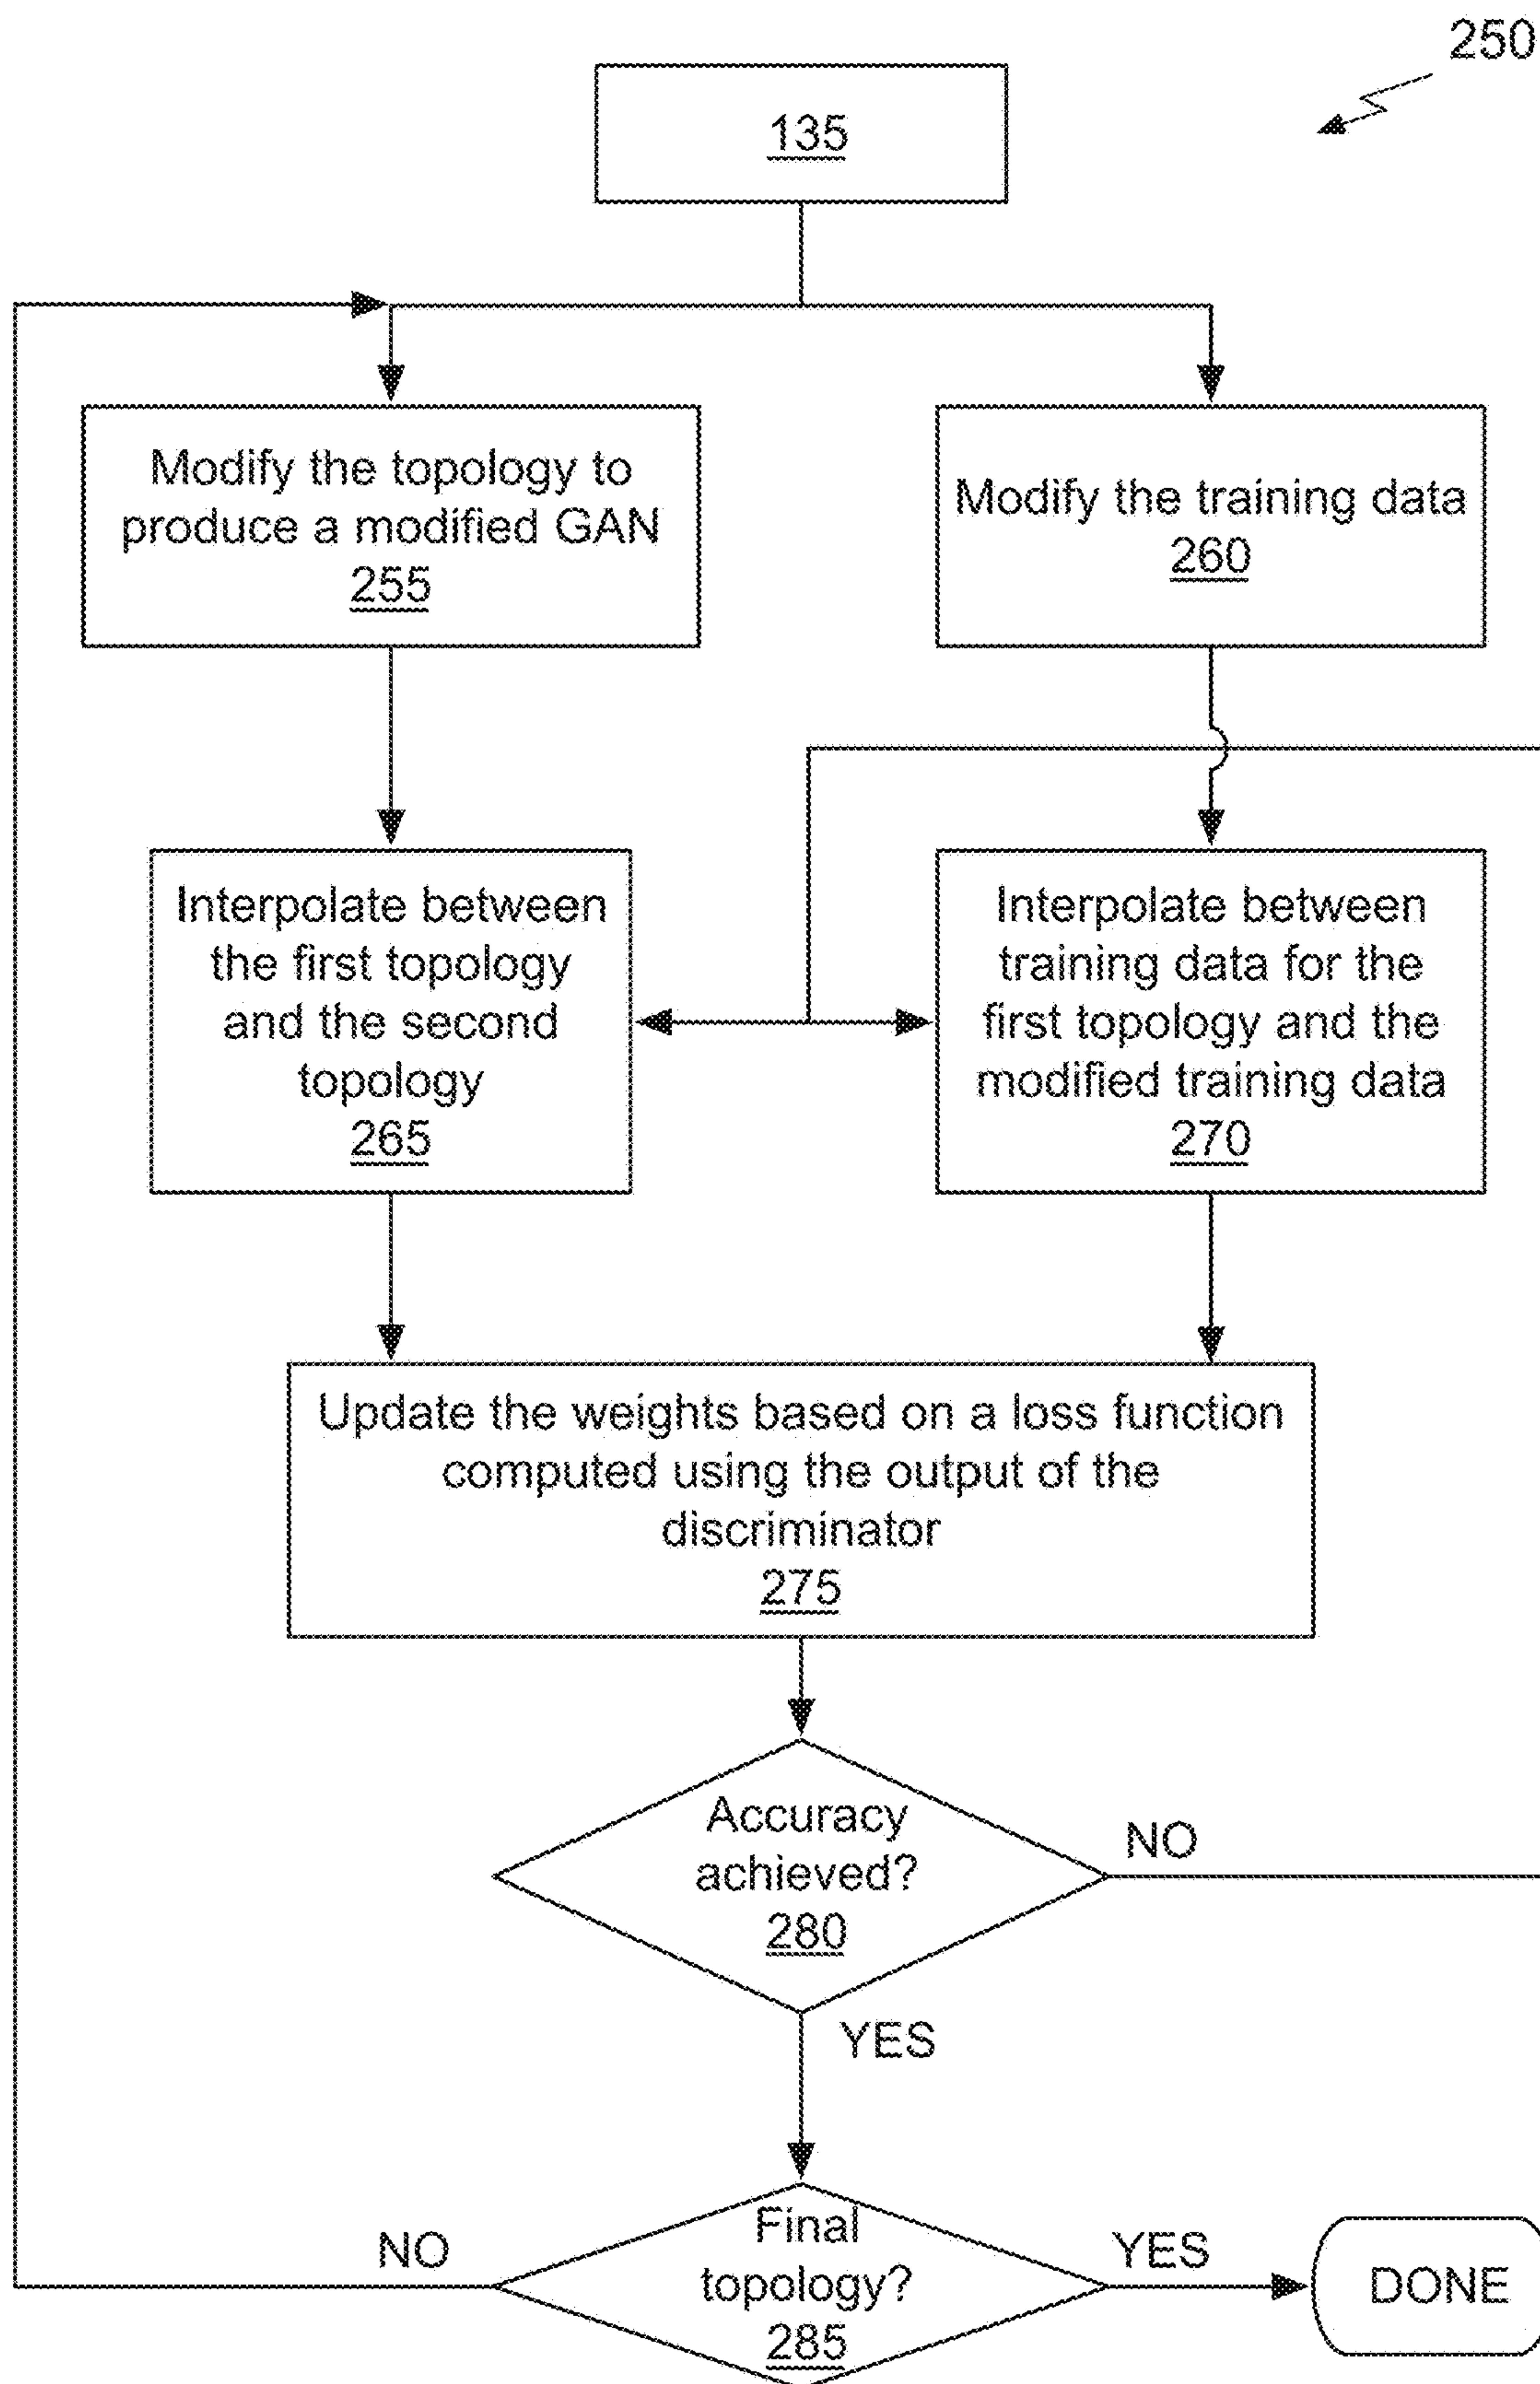 250
135
Modify the topology to
produce a modified GAN
255
Modify the training data
260
Interpolate between
the first topology
and the second
topology
265
Interpolate between
training data for the
first topology and the
modified training data
270
Update the weights based on a loss function
computed using the output of the
discriminator
275
Accuracy
achieved?
280
NO
YES
Final
topology?
285
NO
YES
DONE